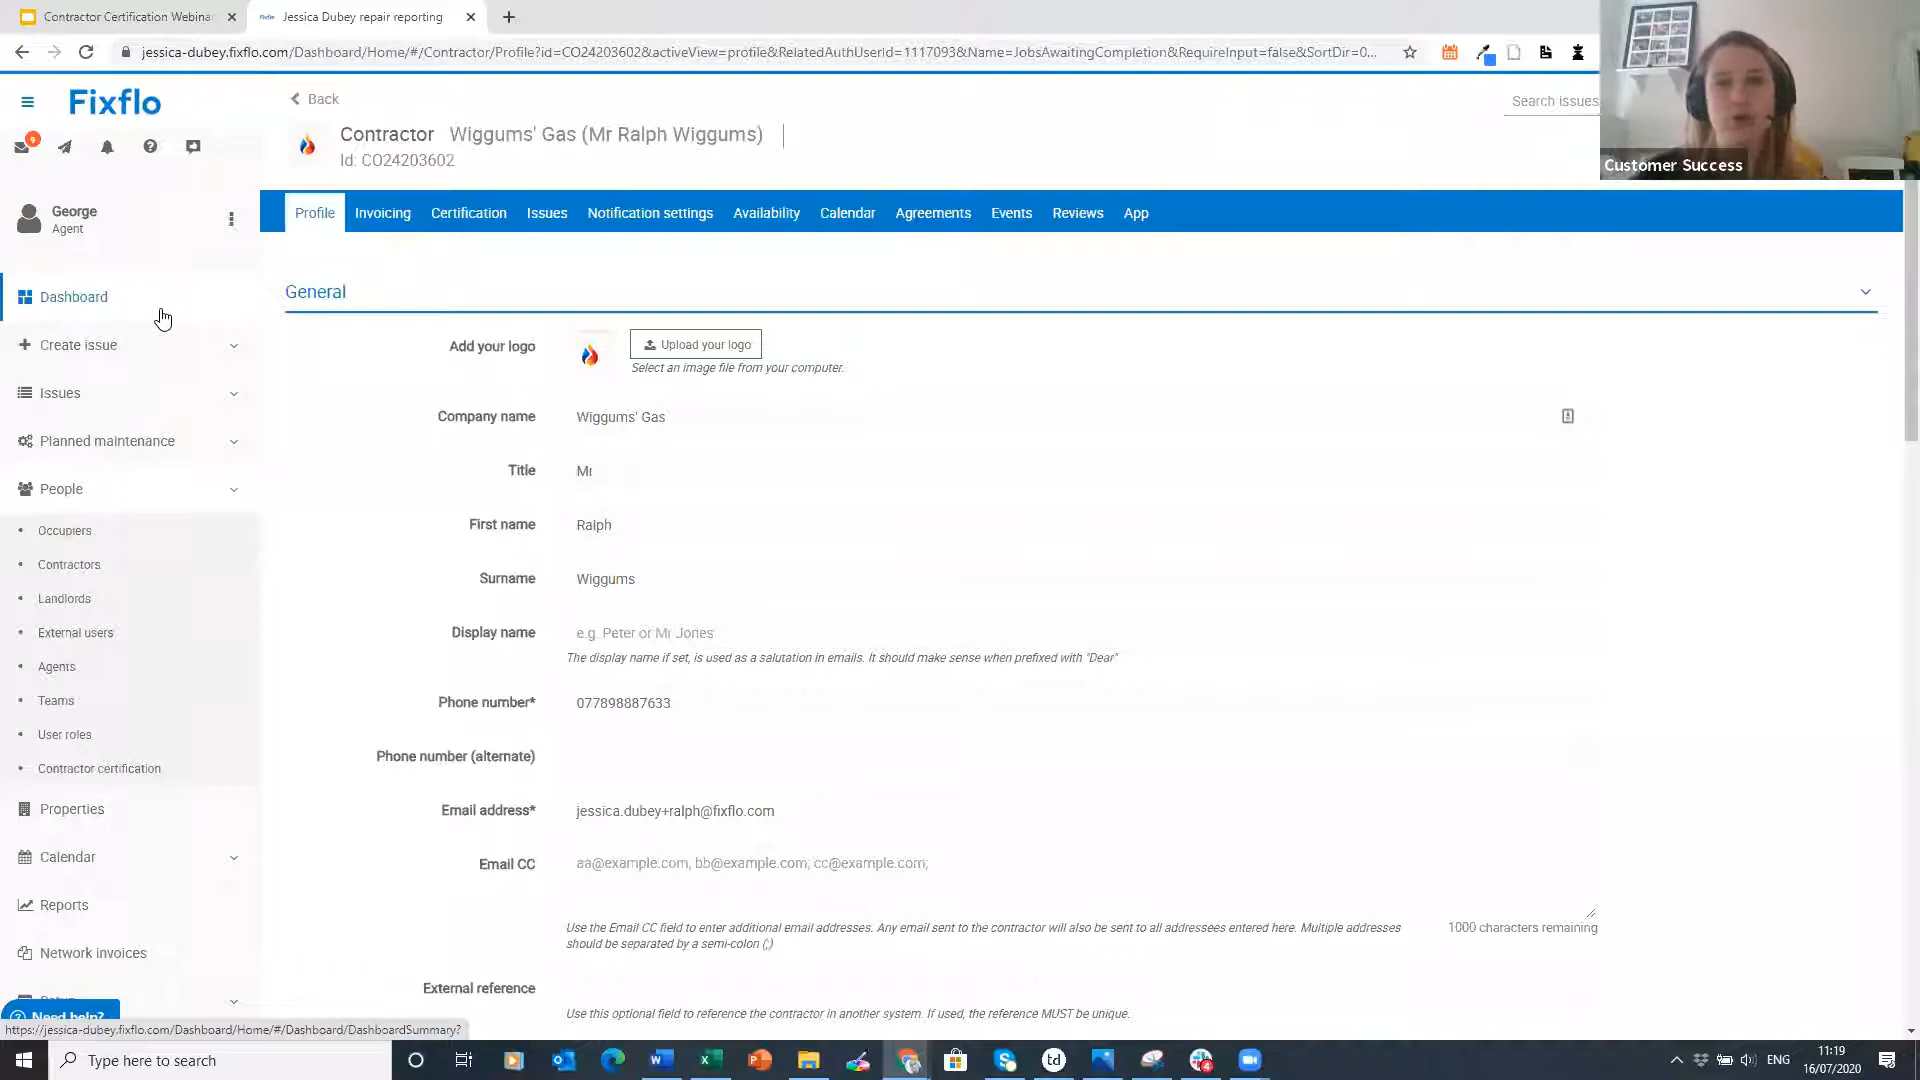 Contractor Certification Webina
Jessica Dubey repair reporting
jessica-dubey.fixflo.com/Dashboard/Home/#/Contractor/Profile?id=CO24203602&activeView=profile&RelatedAuthUserId=1117093&Name=JobsAwaitingCompletion&RequireInput=false&SortDir=0...
Fixflo
9
George
Agent
Dashboard
Create issue
Issues
Planned maintenance
People
Occupiers
Contractors
Landlords
External users
Agents
Teams
User roles
Contractor certification
Properties
Calendar
Reports
Network invoices
Need help?
Back
Contractor Wiggums' Gas (Mr Ralph Wiggums)
Id: CO24203602
Search issues
Customer Success
Profile Invoicing Certification Issues Notification settings Availability Calendar Agreements Events Reviews App
General
Add your logo Upload your logo
Select an image file from your computer.
Company name Wiggums' Gas
Title Mr
First name Ralph
Surname Wiggums
Display name e.g. Peter or Mr Jones
The display name if set, is used as a salutation in emails. It should make sense when prefixed with "Dear"
Phone number* 077898887633
Phone number (alternate)
Email address* jessica.dubey+ralph@fixflo.com
Email CC aa@example.com; bb@example.com; cc@example.com;
Use the Email CC field to enter additional email addresses. Any email sent to the contractor will also be sent to all addressees entered here. Multiple addresses 1000 characters remaining
should be separated by a semi-colon (;)
External reference
Use this optional field to reference the contractor in another system. If used, the reference MUST be unique.
https://jessica-dubey.fixflo.com/Dashboard/Home/#/Dashboard/DashboardSummary?
Type here to search
td
4
ENG
11:19
16/07/2020